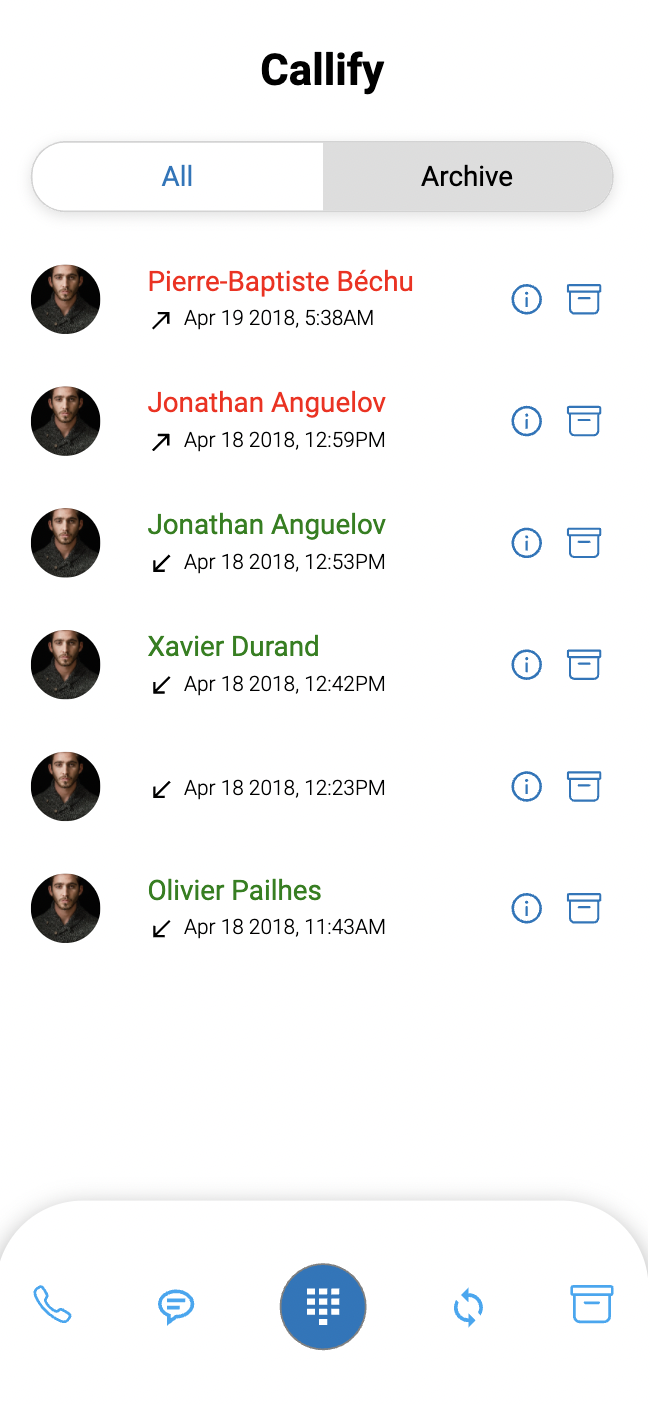 Callify
All
Archive
Pierre-Baptiste Béchu
Apr 19 2018, 5:38AM
Jonathan Anguelov
Apr 18 2018, 12:59PM
Jonathan Anguelov
Apr 18 2018, 12:53PM
Xavier Durand
Apr 18 2018, 12:42PM
Apr 18 2018, 12:23PM
Olivier Pailhes
Apr 18 2018, 11:43AM